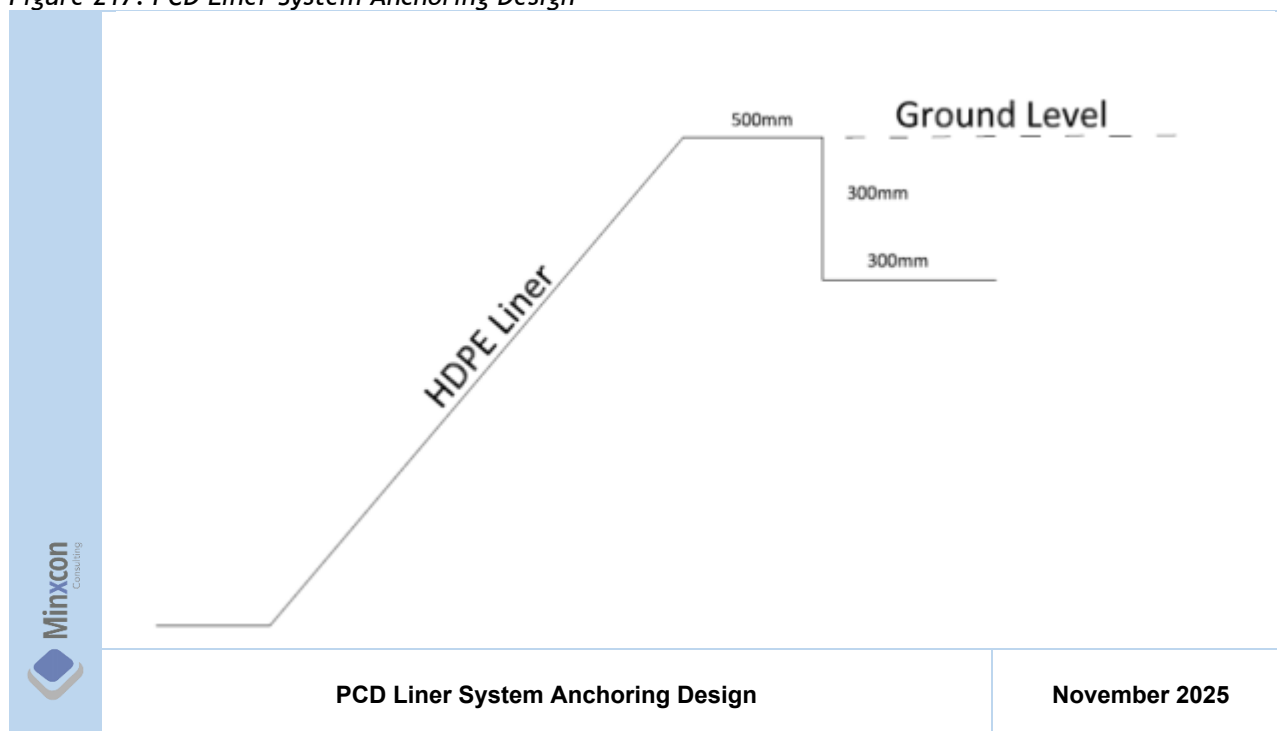 Figure 217: PCD Liner System Anchoring Design
500mm
Ground Level
300mm
300mm
HDPE Liner
Minxcon
Consulting
PCD Liner System Anchoring Design
November 2025